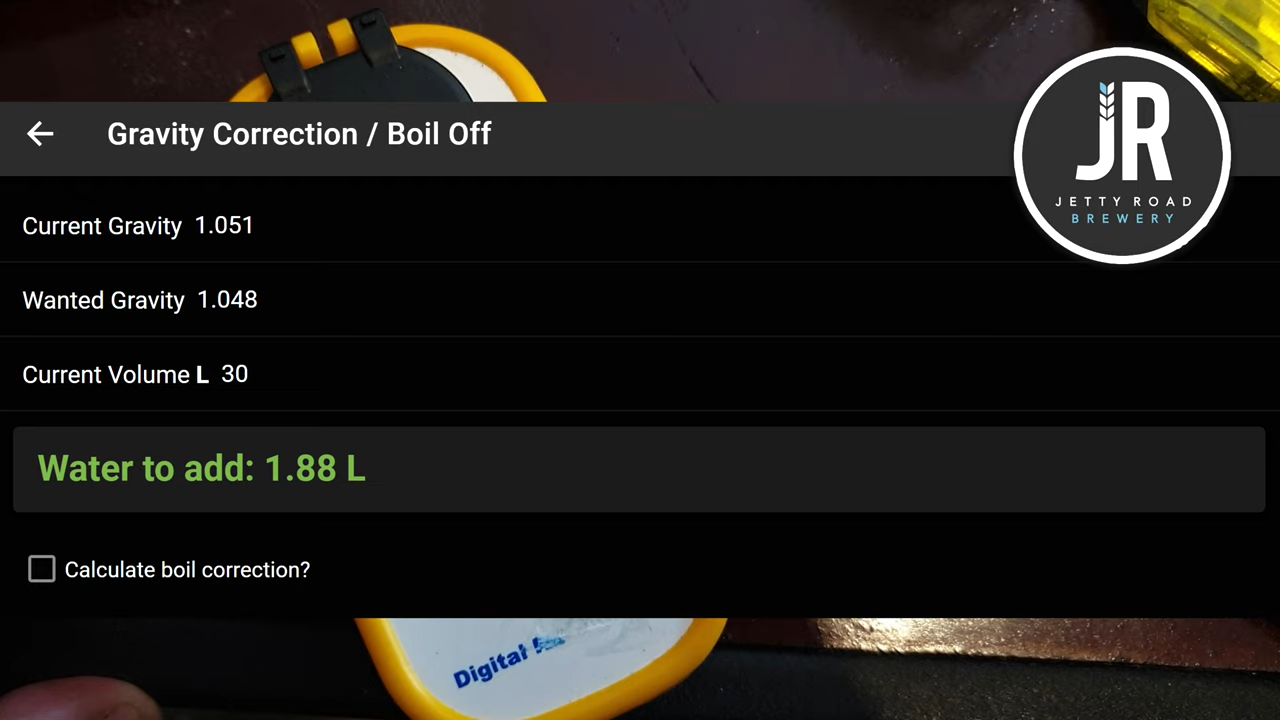 Gravity Correction / Boil Off
JR
JETTY ROAD
BREWERY
Current Gravity 1.051
Wanted Gravity 1.048
Current Volume L 30
Water to add: 1.88 L
Calculate boil correction?
Digital